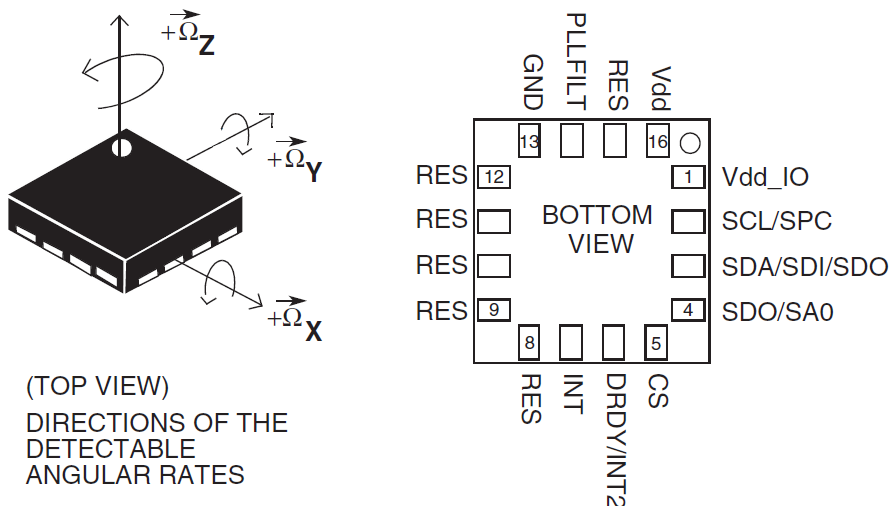 +Ω Z
+Ω Y
+Ω X
(TOP VIEW)
DIRECTIONS OF THE
DETECTABLE
ANGULAR RATES
GND
PLLFILT
RES
Vdd
13
16
RES
12
1
Vdd_IO
RES
SCL/SPC
BOTTOM
VIEW
RES
SDA/SDI/SDO
RES
9
4
SDO/SA0
8
5
RES
INT
DRDY/INT2
CS